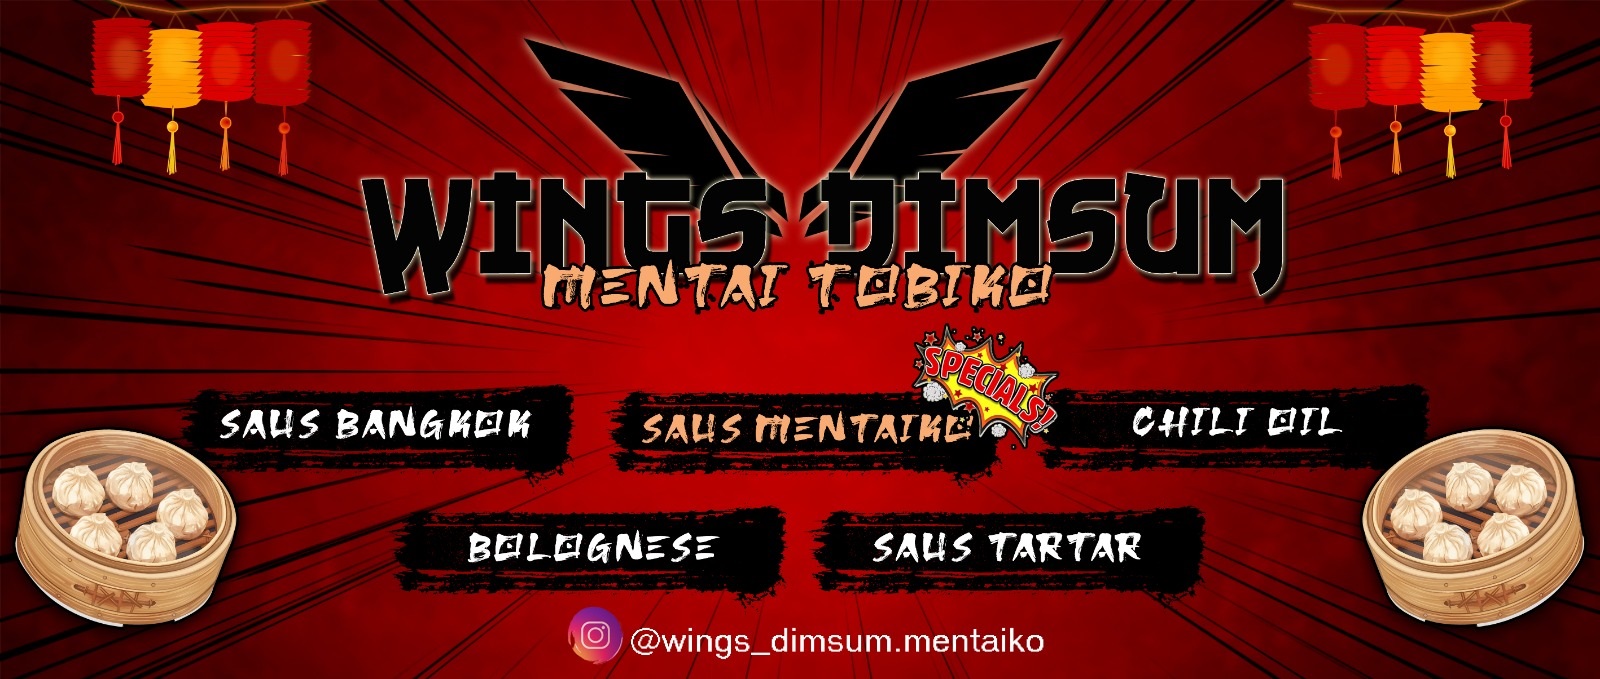 WINGS DIMSUM
MENTAI TOBIKO
SPECIALS!
SAUS BANGKOK
SAUS MENTAIKO
CHILI OIL
BOLOGNESE
SAUS TARTAR
@wings_dimsum.mentaiko